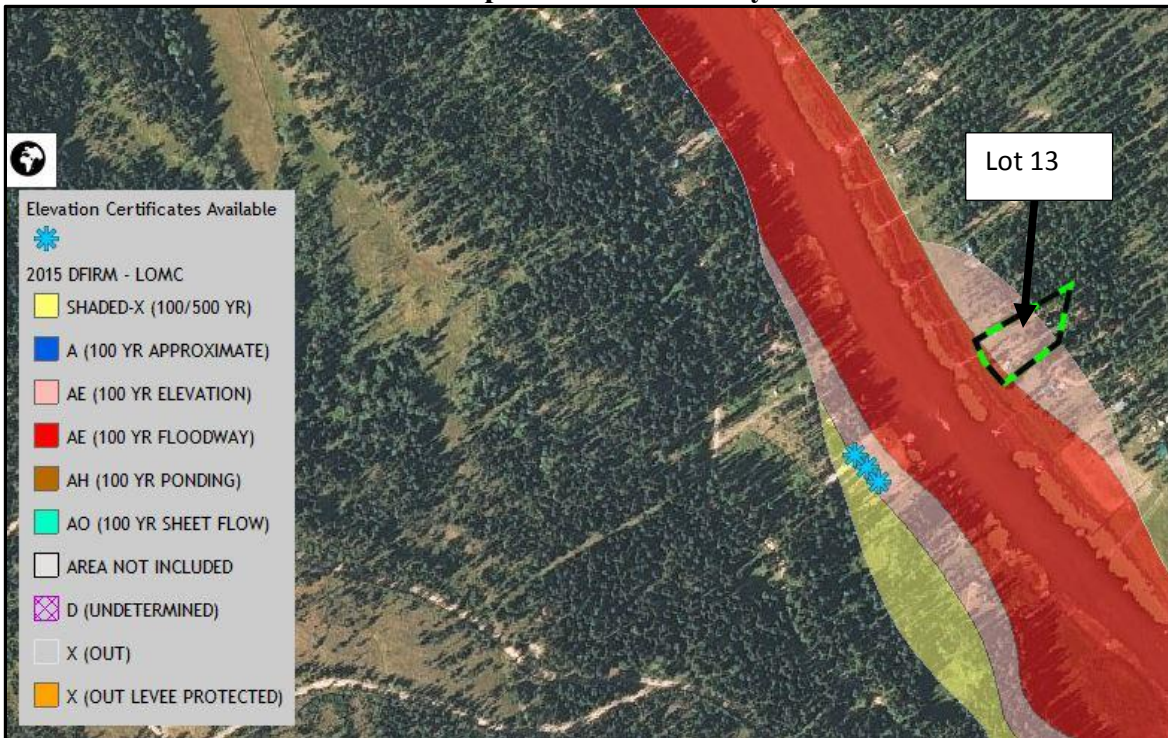 Lot 13
Elevation Certificates Available
2015 DFIRM - LOMC
SHADED-X (100/500 YR)
A (100 YR APPROXIMATE)
AE (100 YR ELEVATION)
AE (100 YR FLOODWAY)
AH (100 YR PONDING)
AO (100 YR SHEET FLOW)
AREA NOT INCLUDED
D (UNDETERMINED)
X (OUT)
X (OUT LEVEE PROTECTED)